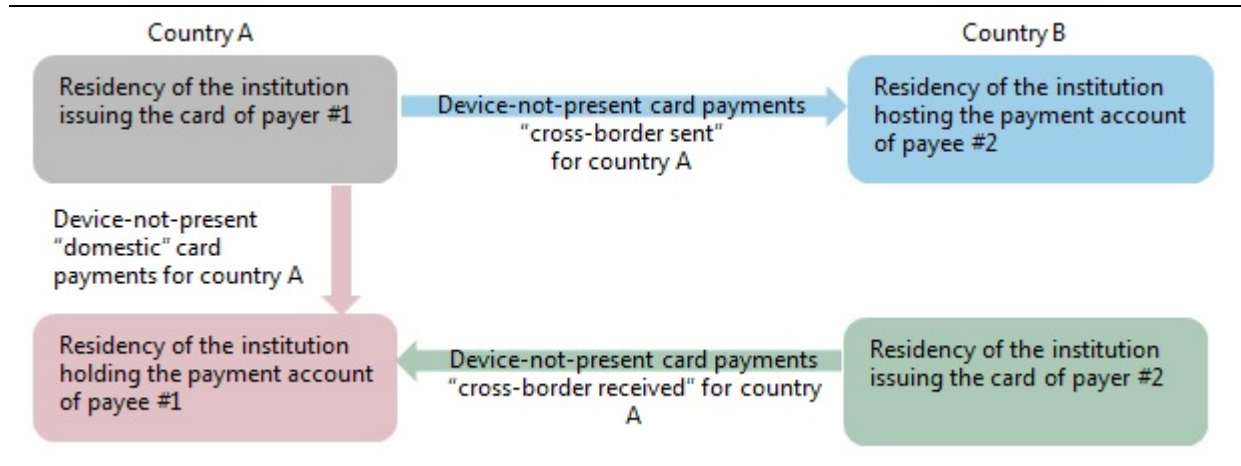 Country A
Country B
Residency of the institution
issuing the card of payer #1
Device-not-present card payments
“cross-border sent”
for country A
Residency of the institution
hosting the payment account
of payee #2
Device-not-present
“domestic” card
payments for country A
Residency of the institution
holding the payment account
of payee #1
Device-not-present card payments
“cross-border received” for country
A
Residency of the institution
issuing the card of payer #2